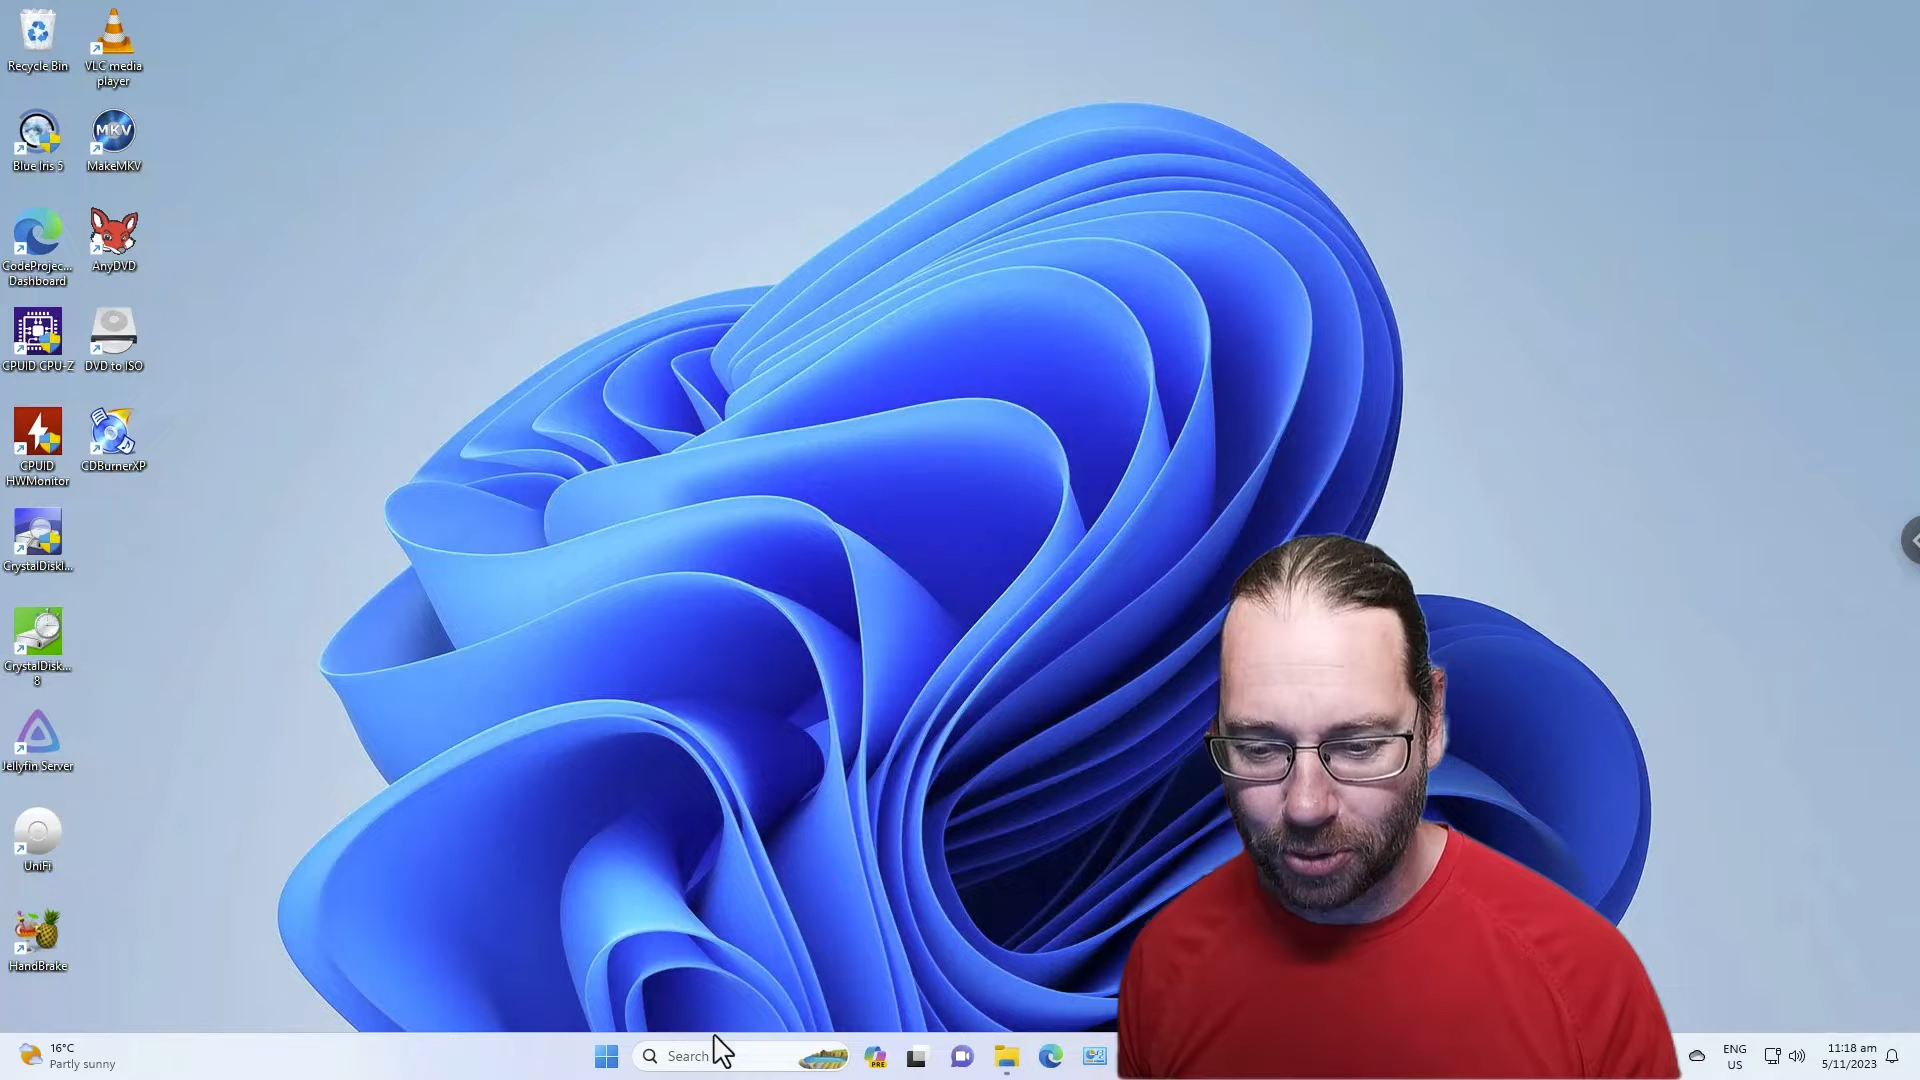 Recycle Bin
VLC media
player
Blue Iris 5
MKV
MakeMKV
CodeProjec...
Dashboard
AnyDVD
CPUID CPU-Z
DVD to ISO
CPUID
HWMonitor
CDBurnerXP
CrystalDiskI...
CrystalDisk...
8
Jellyfin Server
UniFi
HandBrake
16°C
Partly sunny
Search
PRE
ENG
US
11:18 am
5/11/2023